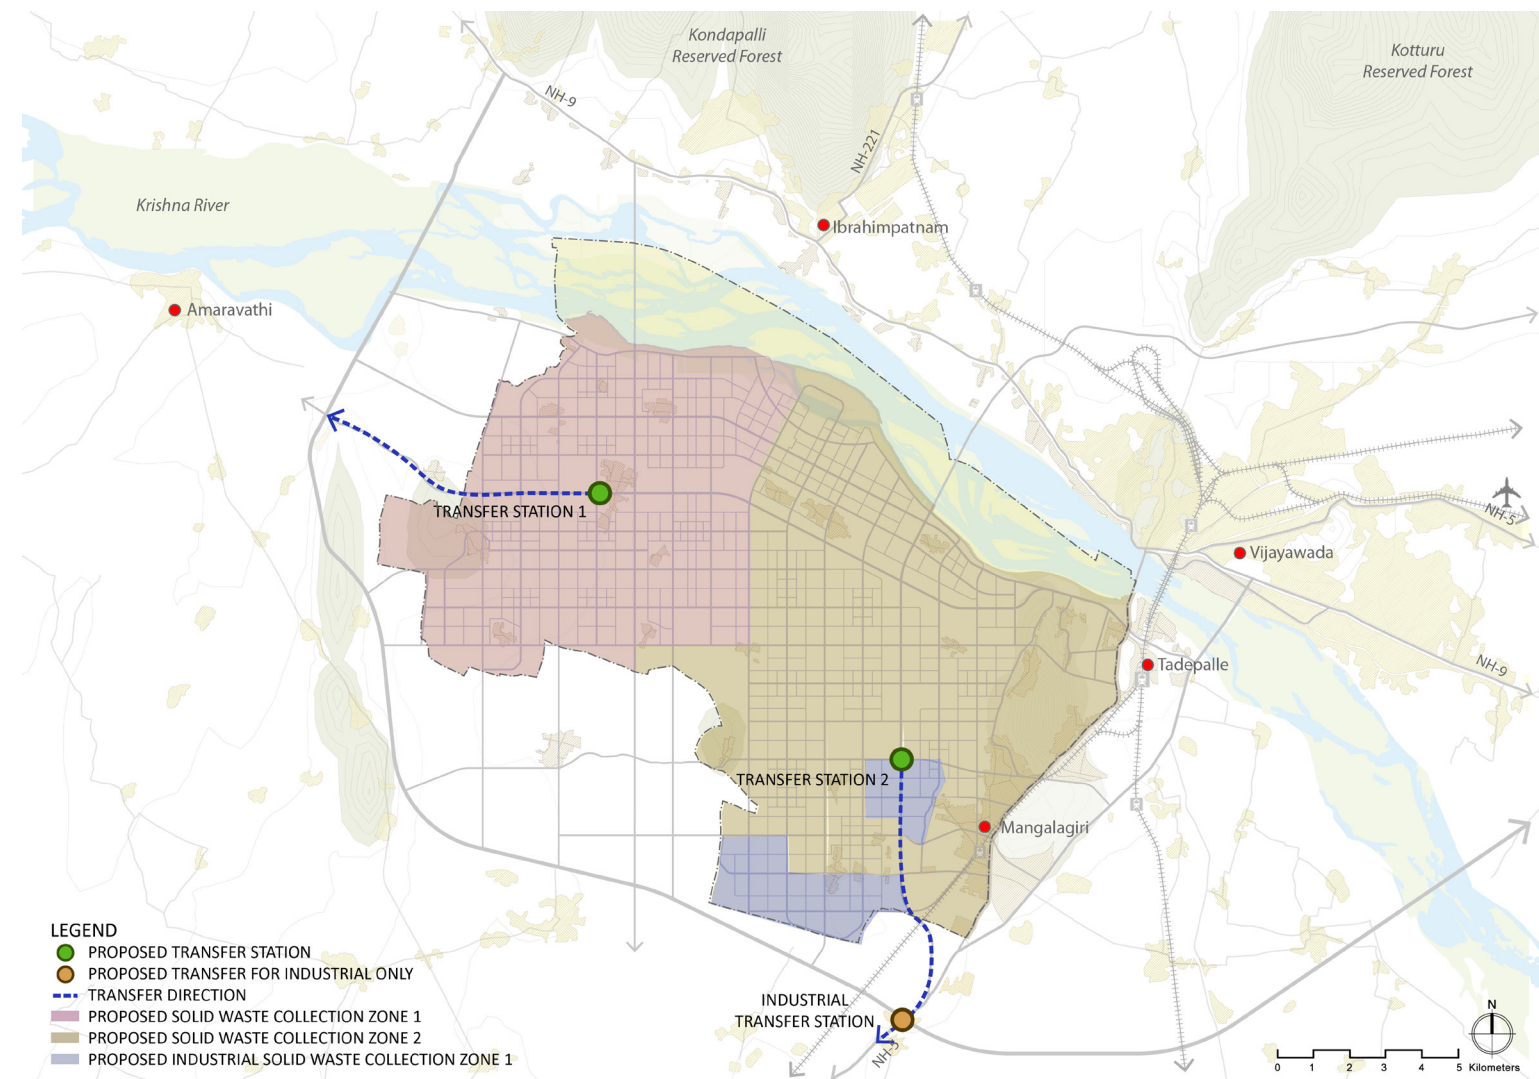 Kondapalli
Reserved Forest
Kotturu
Reserved Forest
NH-9
NH-221
Krishna River
Ibrahimpatnam
Amaravathi
TRANSFER STATION 1
NH-5
Vijayawada
Tadepalle
NH-9
TRANSFER STATION 2
Mangalagiri
LEGEND
PROPOSED TRANSFER STATION
PROPOSED TRANSFER FOR INDUSTRIAL ONLY
TRANSFER DIRECTION
PROPOSED SOLID WASTE COLLECTION ZONE 1
PROPOSED SOLID WASTE COLLECTION ZONE 2
PROPOSED INDUSTRIAL SOLID WASTE COLLECTION ZONE 1
INDUSTRIAL
TRANSFER STATION
NH-5
N
0 1 2 3 4 5 Kilometers